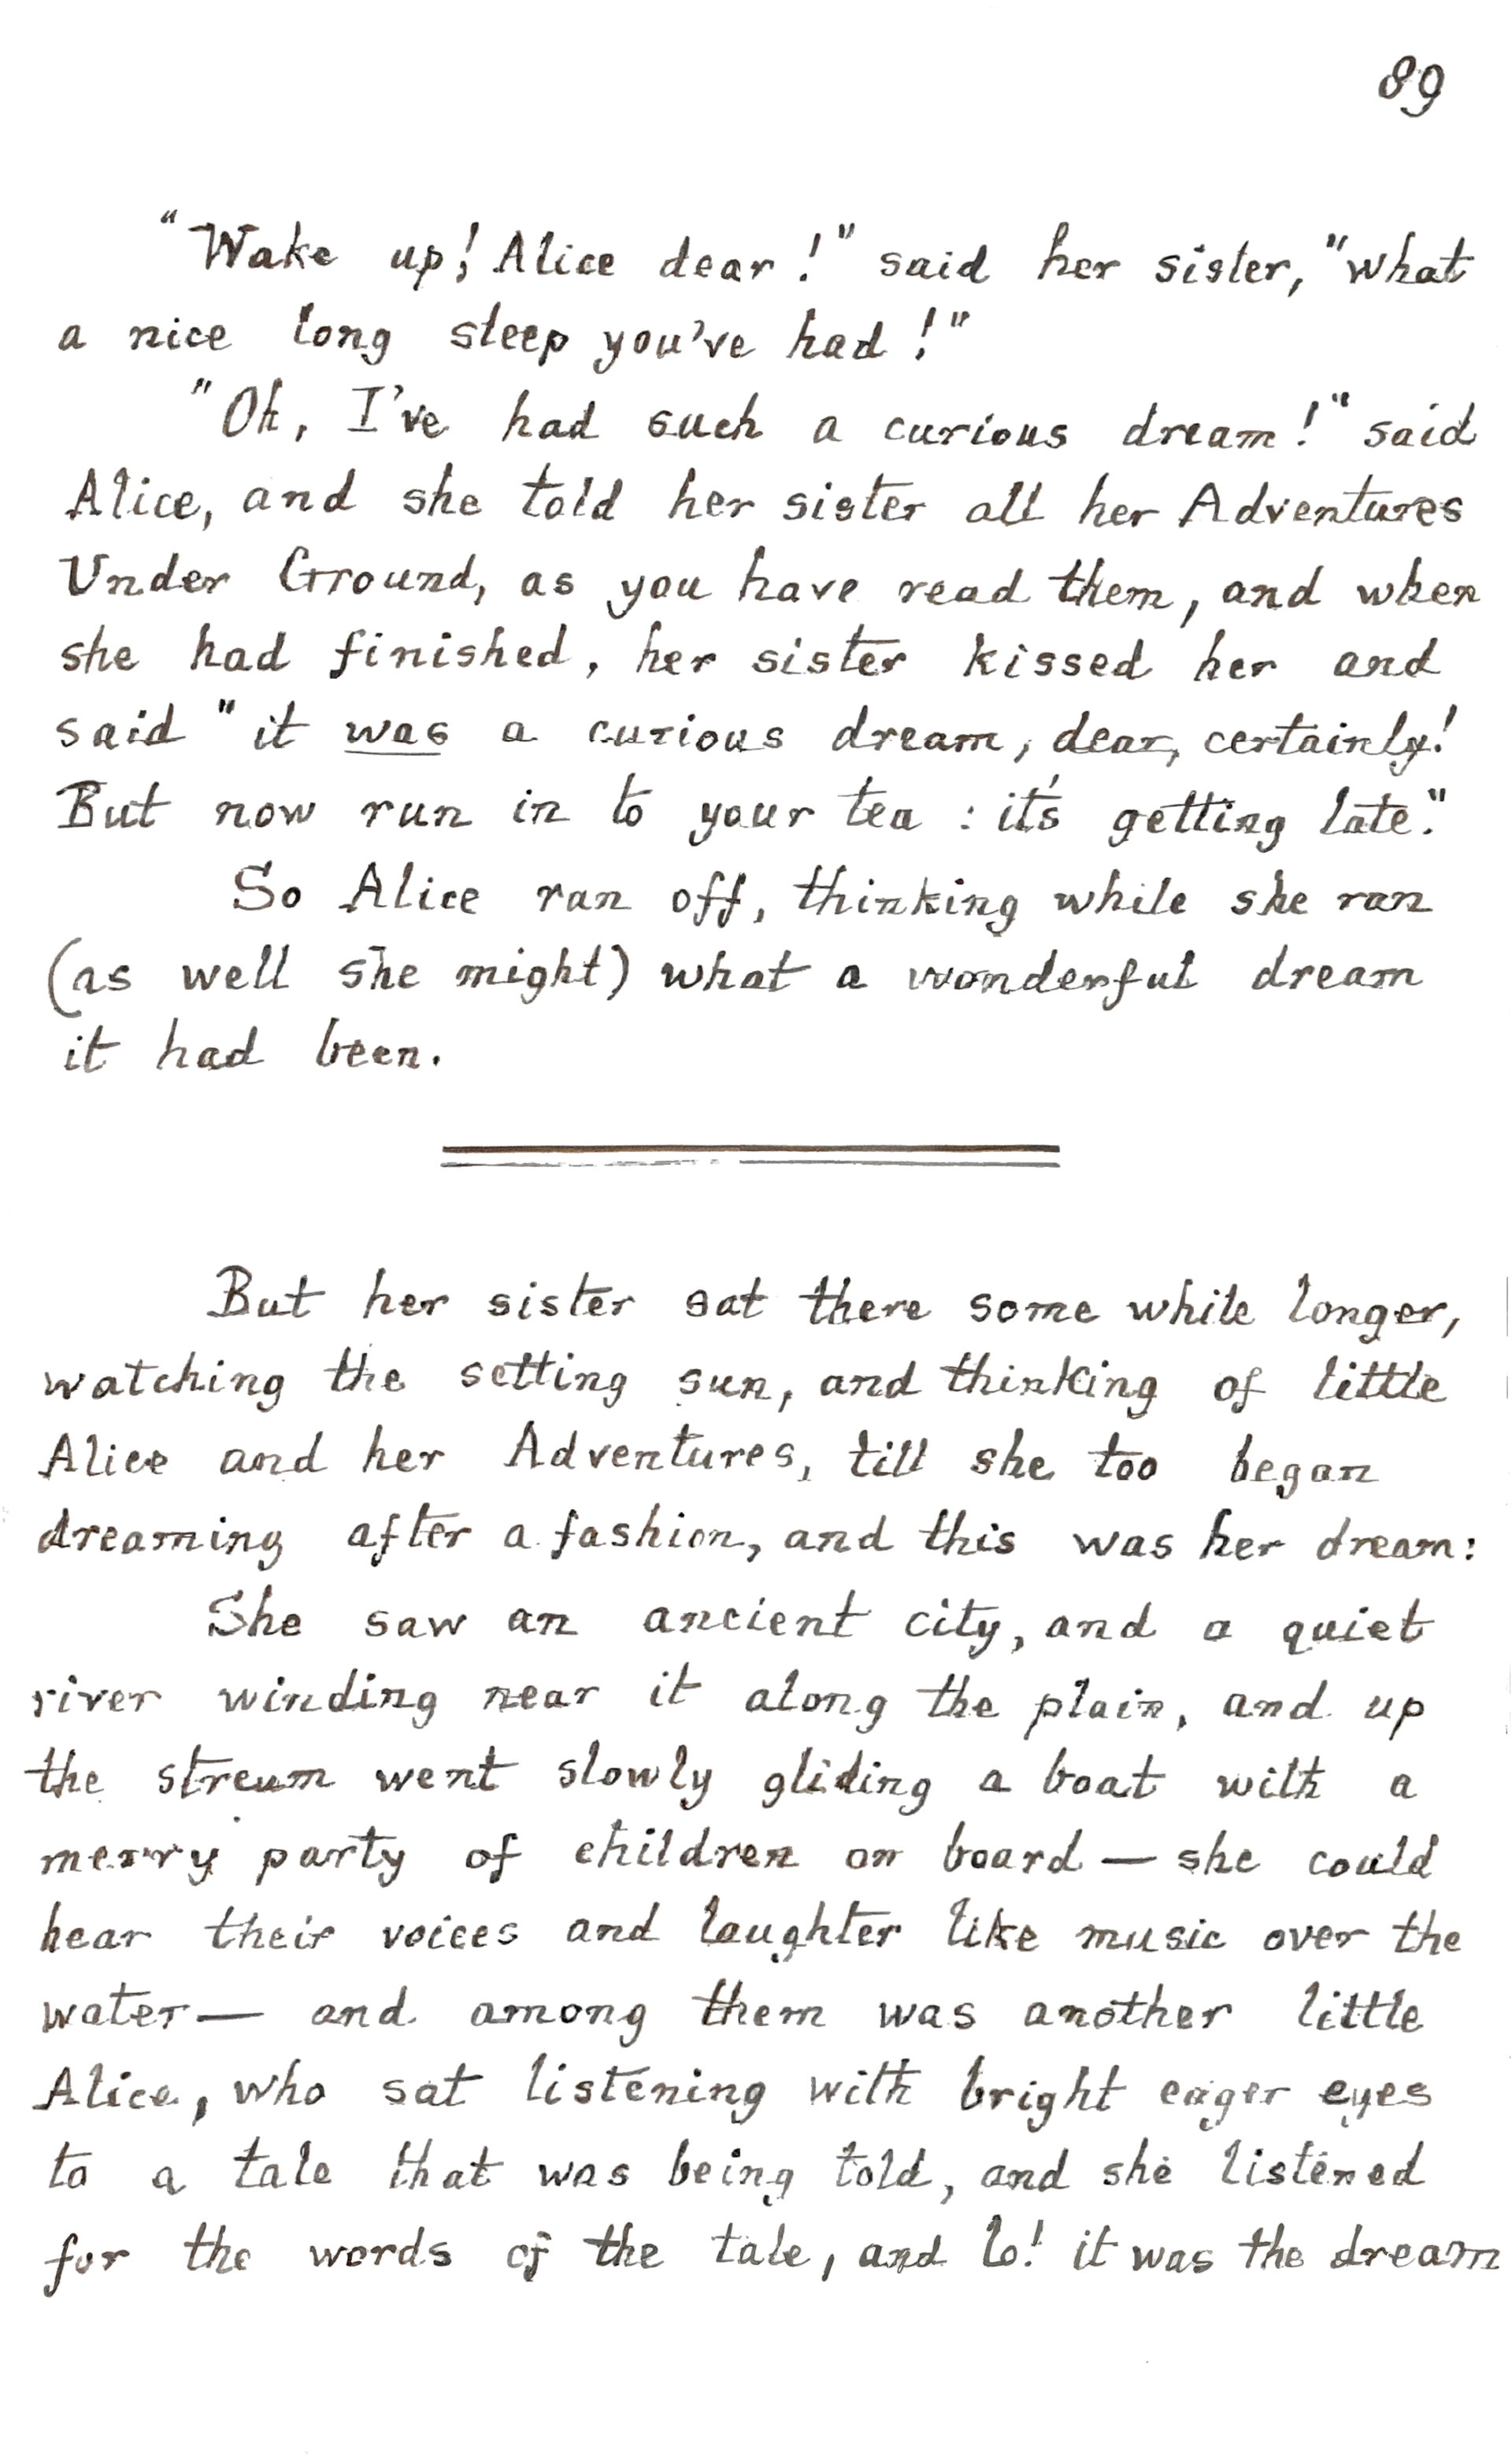 89
"Wake up! Alice dear!" said her sister, "what
a nice long sleep you've had!"
"Oh, I've had such a curious dream!" said
Alice, and she told her sister all her Adventures
Under Ground, as you have read them, and when
she had finished, her sister kissed her and
said "it was a curious dream, dear, certainly!
But now run in to your tea: it's getting late."
So Alice ran off, thinking while she ran
(as well she might) what a wonderful dream
it had been.
But her sister sat there some while longer,
watching the setting sun, and thinking of little
Alice and her Adventures, till she too began
dreaming after a fashion, and this was her dream:
She saw an ancient city, and a quiet
river winding near it along the plain, and up
the stream went slowly gliding a boat with a
merry party of children on board — she could
hear their voices and laughter like music over the
water — and among them was another little
Alice, who sat listening with bright eager eyes
to a tale that was being told, and she listened
for the words of the tale, and lo! it was the dream